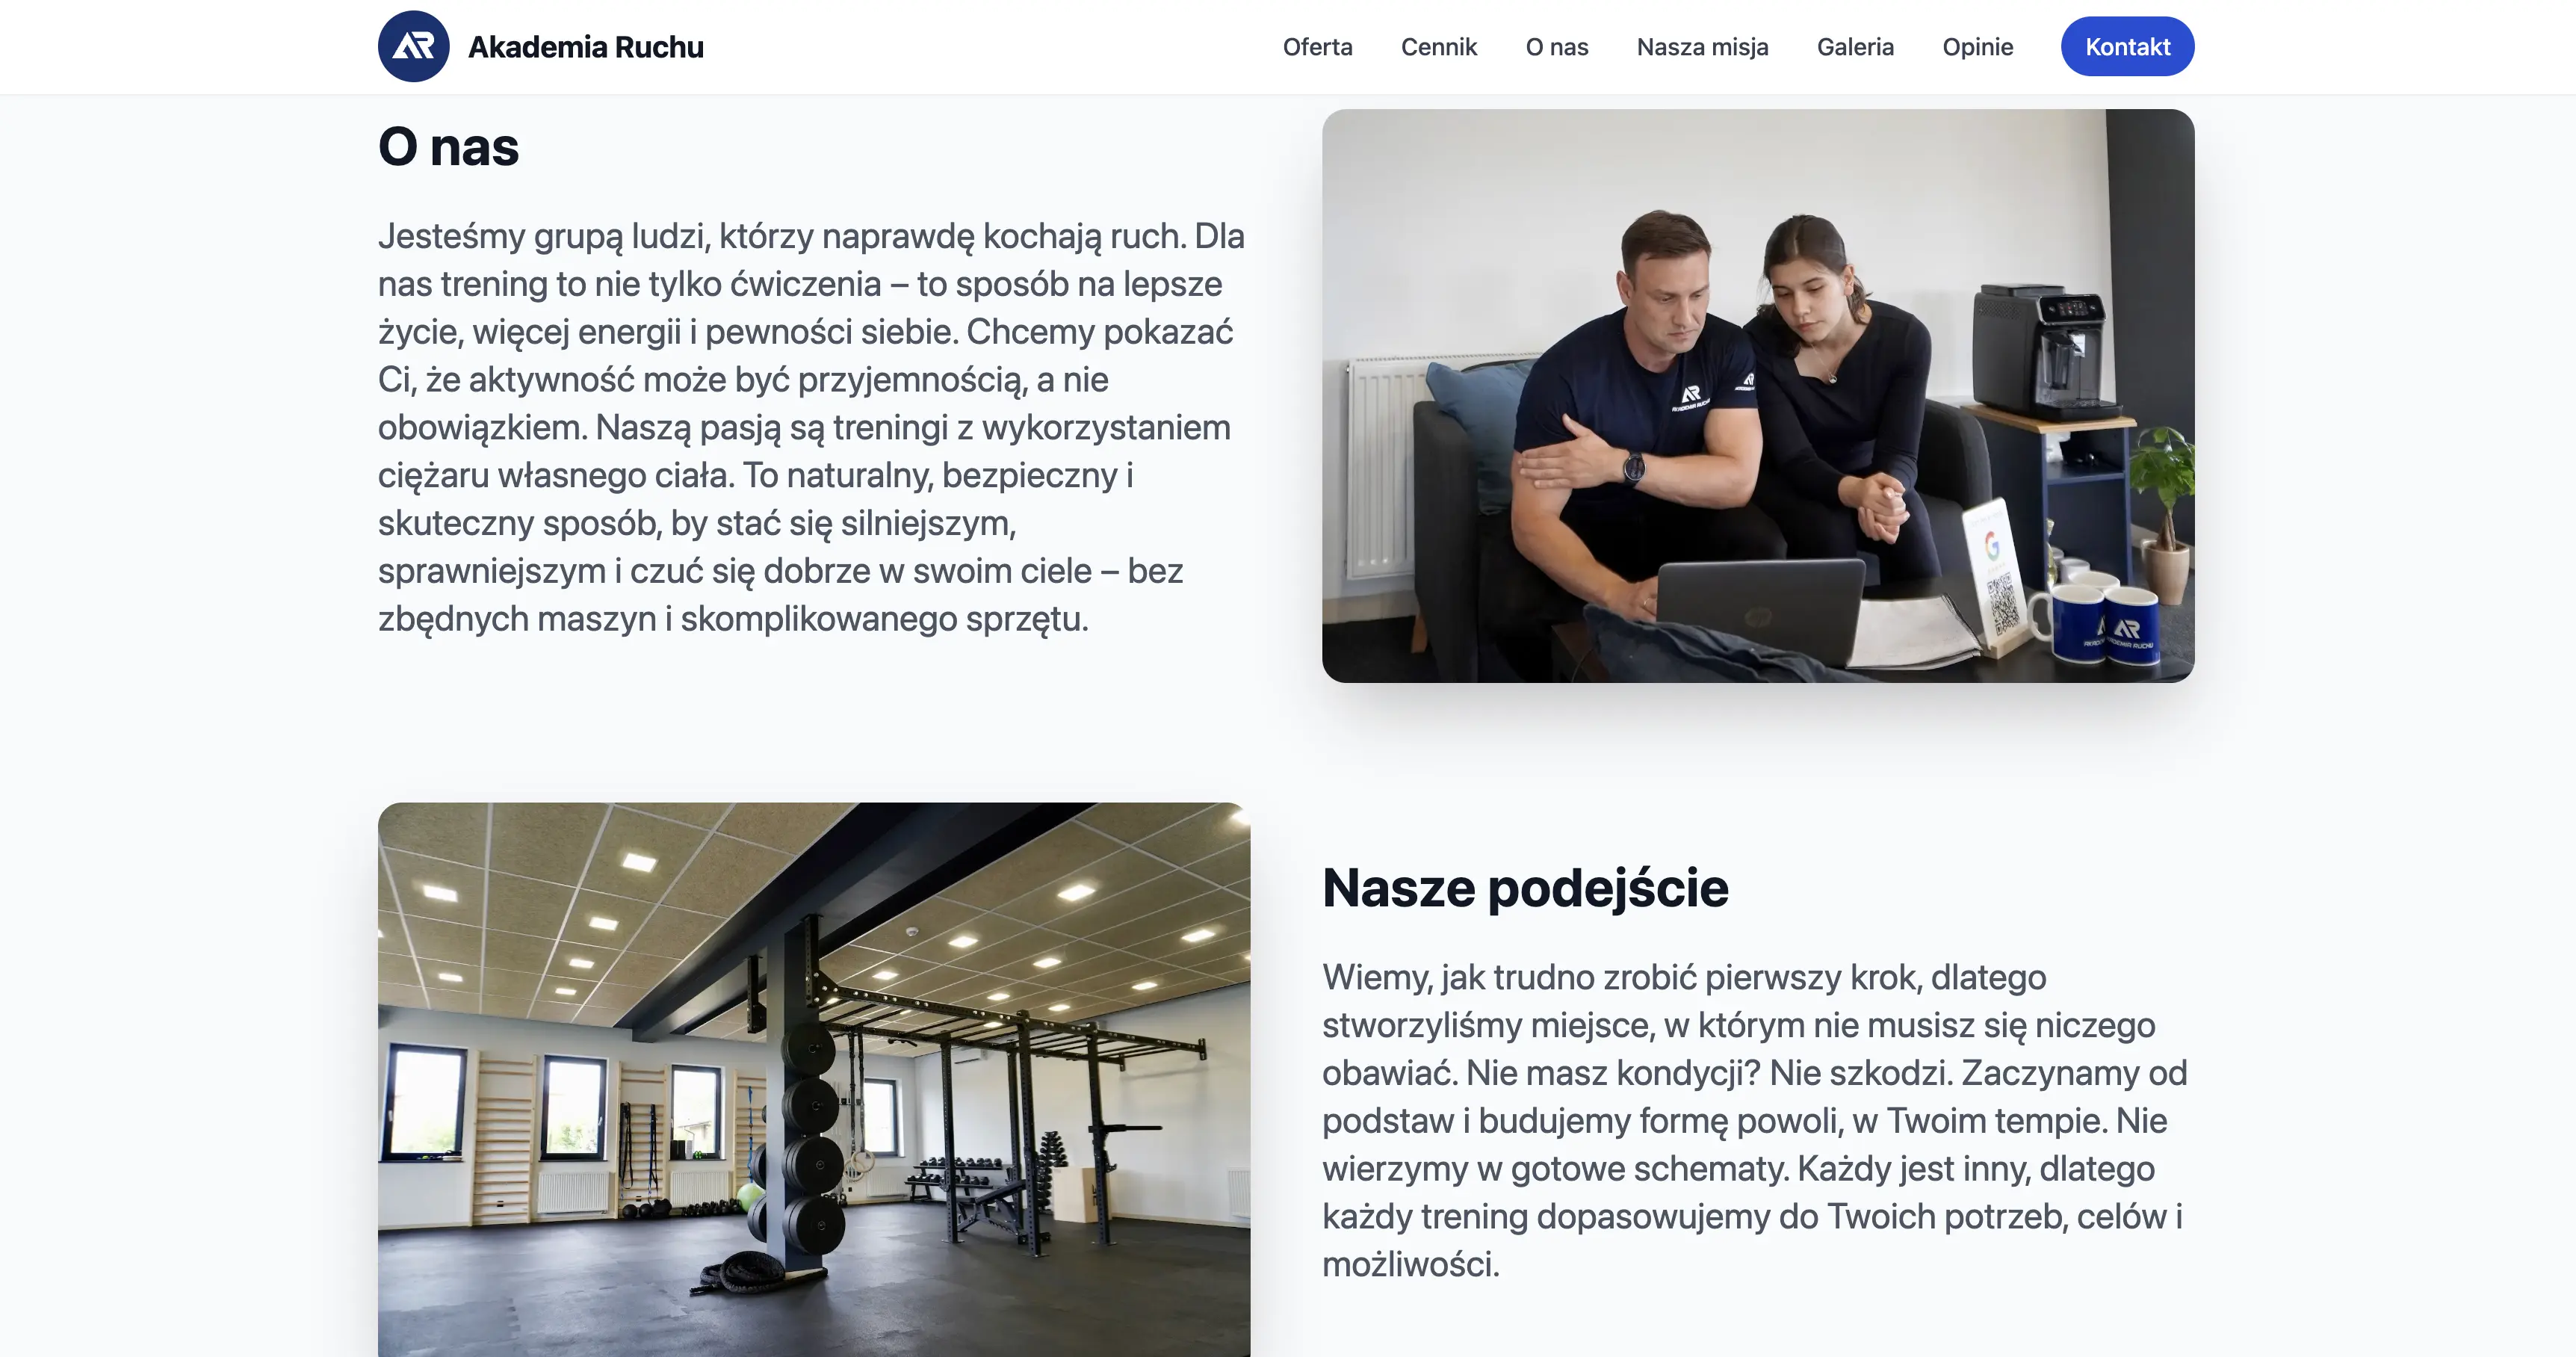 AR
Akademia Ruchu
Oferta
Cennik
O nas
Nasza misja
Galeria
Opinie
Kontakt
O nas
Jesteśmy grupą ludzi, którzy naprawdę kochają ruch. Dla
nas trening to nie tylko ćwiczenia – to sposób na lepsze
życie, więcej energii i pewności siebie. Chcemy pokazać
Ci, że aktywność może być przyjemnością, a nie
obowiązkiem. Naszą pasją są treningi z wykorzystaniem
ciężaru własnego ciała. To naturalny, bezpieczny i
skuteczny sposób, by stać się silniejszym,
sprawniejszym i czuć się dobrze w swoim ciele – bez
zbędnych maszyn i skomplikowanego sprzętu.
AR
AKADEMIA RUCHU
AR
G
hp
AR
Nasze podejście
Wiemy, jak trudno zrobić pierwszy krok, dlatego
stworzyliśmy miejsce, w którym nie musisz się niczego
obawiać. Nie masz kondycji? Nie szkodzi. Zaczynamy od
podstaw i budujemy formę powoli, w Twoim tempie. Nie
wierzymy w gotowe schematy. Każdy jest inny, dlatego
każdy trening dopasowujemy do Twoich potrzeb, celów i
możliwości.